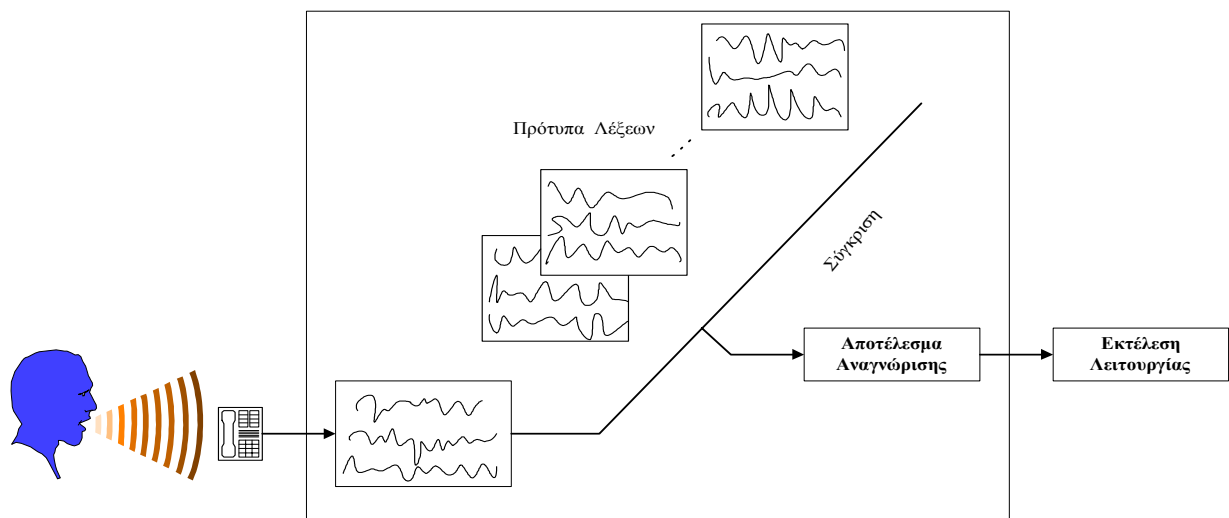 Πρότυπα Λέξεων
Σύγκριση
Αποτέλεσμα
Αναγνώρισης
Εκτέλεση
Λειτουργίας